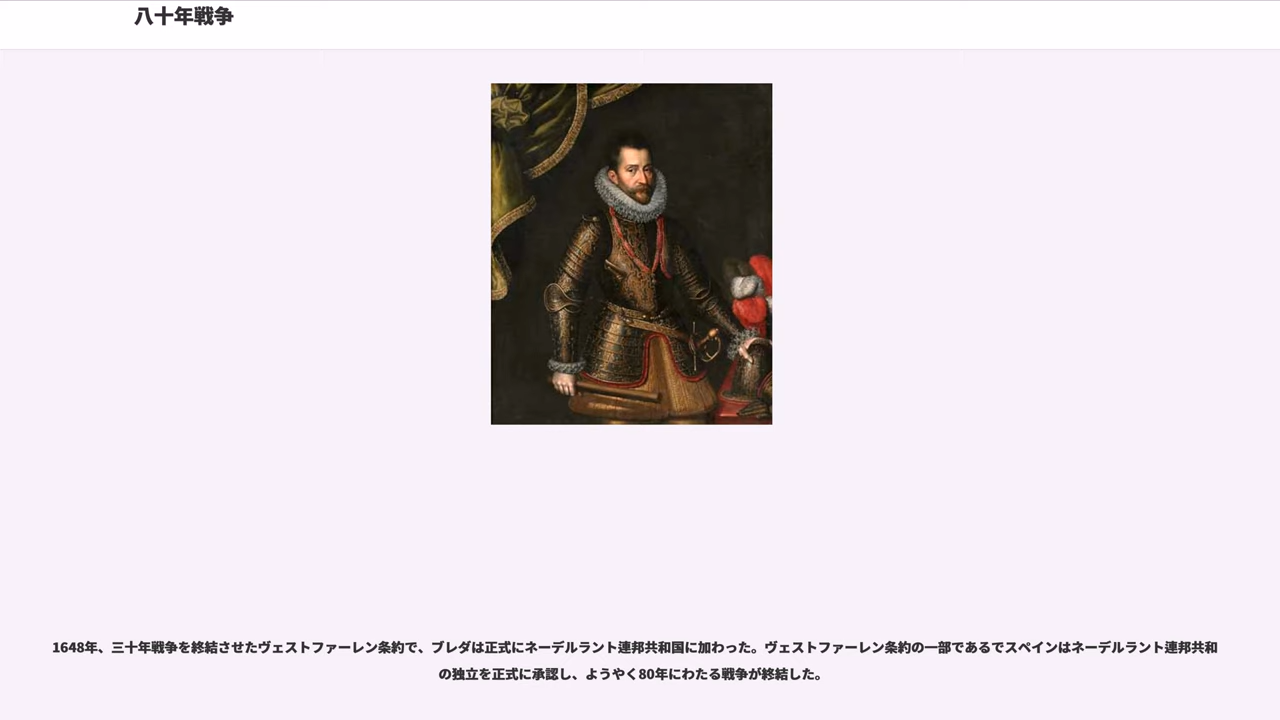 八十年戦争
1648年、三十年戦争を終結させたヴェストファーレン条約で、ブレダは正式にネーデルラント連邦共和国に加わった。ヴェストファーレン条約の一部であるでスペインはネーデルラント連邦共和
の独立を正式に承認し、ようやく80年にわたる戦争が終結した。